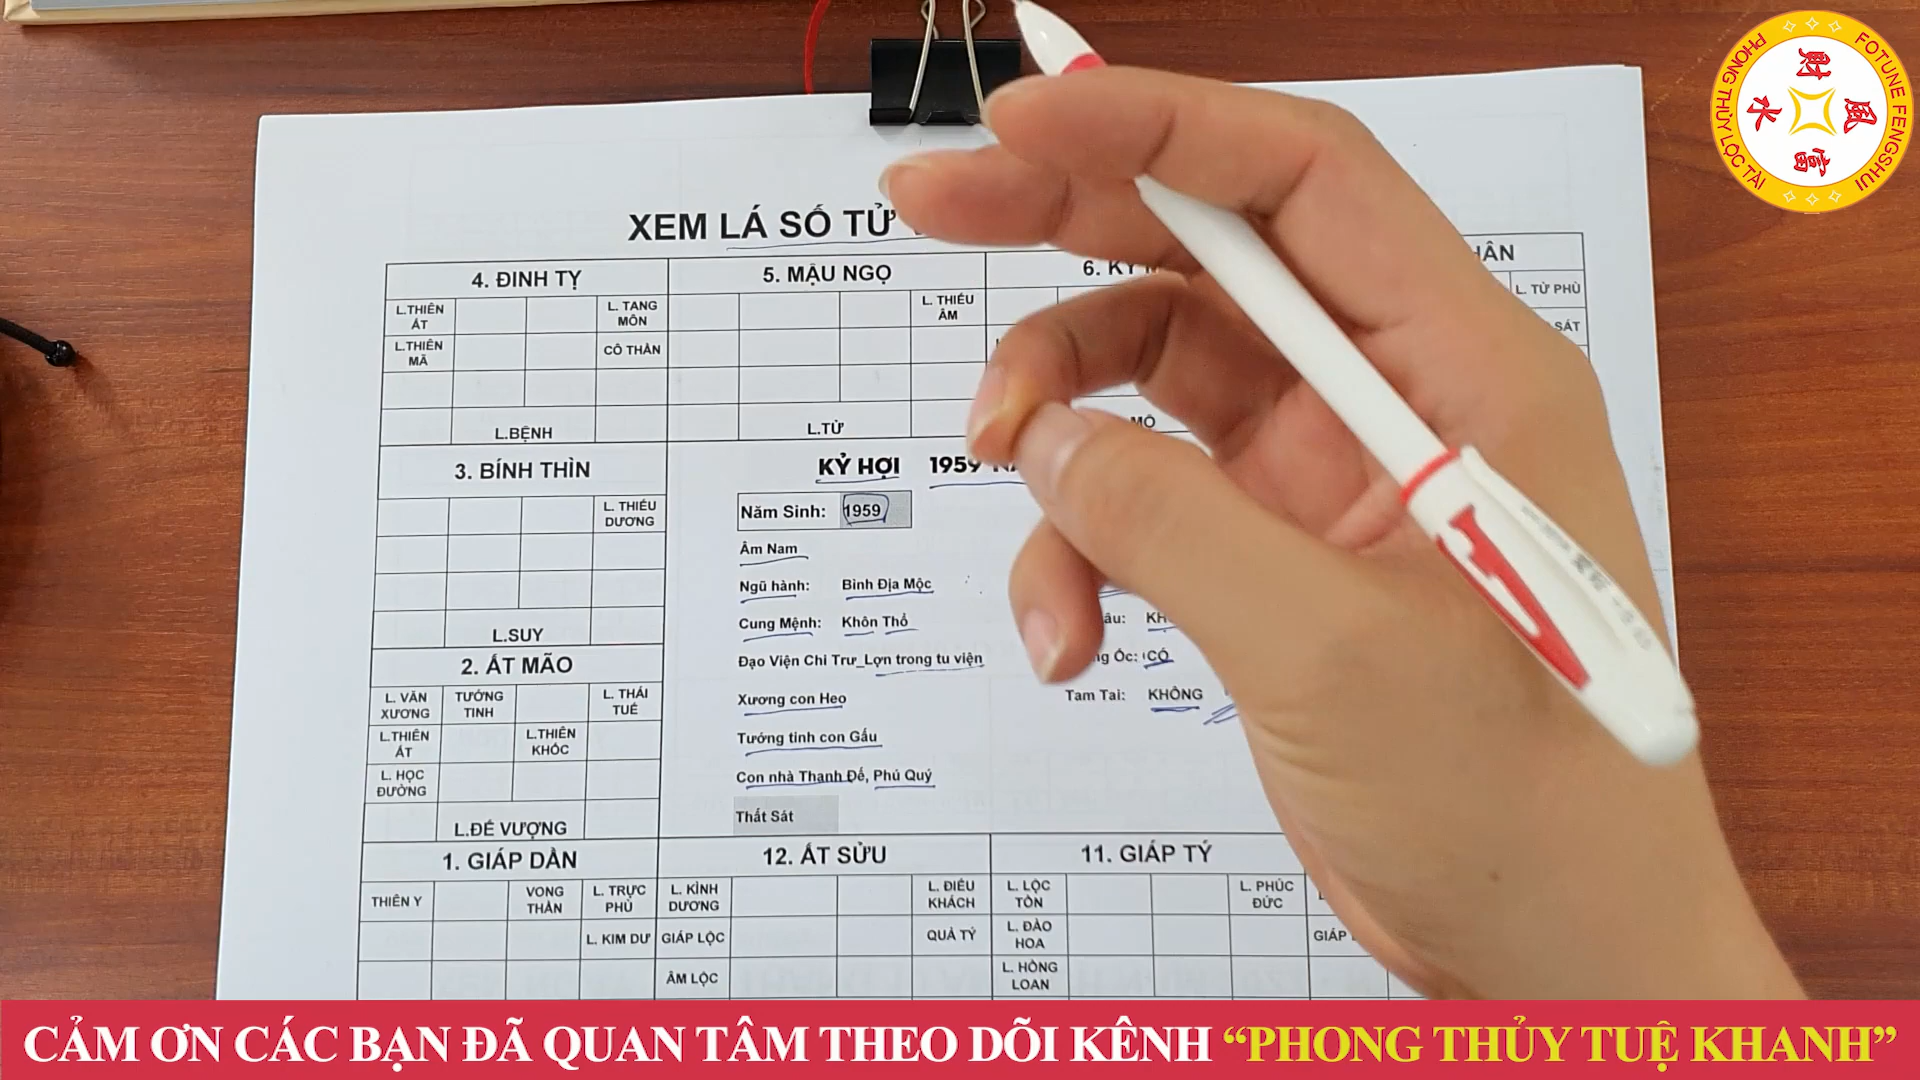 PHONG THỦY LỘC TÀI
FOTUNE FENGSHUI
財
水 風
富
XEM LÁ SỐ TỬ
4. ĐINH TỴ
5. MẬU NGỌ
6. KỶ
L.THIÊN ẤT
L. TANG MÔN
L. THIẾU ÂM
L. TỬ PHÙ
L.THIÊN MÃ
CÔ THẦN
SÁT
L.BỆNH
L.TỬ
MỘ
3. BÍNH THÌN
KỶ HỢI 1959
L. THIẾU DƯƠNG
Năm Sinh: 1959
Âm Nam
Ngũ hành: Bình Địa Mộc
Cung Mệnh: Khôn Thổ
L.SUY
2. ẤT MÃO
Đạo Viện Chi Trư_Lợn trong tu viện
Ốc: CÓ
L. VĂN XƯƠNG
TƯỚNG TINH
L. THÁI TUẾ
Xương con Heo
Tam Tai: KHÔNG
L.THIÊN ẤT
L.THIÊN KHỐC
Tướng tinh con Gấu
L. HỌC ĐƯỜNG
Con nhà Thanh Đế, Phú Quý
L.ĐẾ VƯỢNG
Thất Sát
1. GIÁP DẦN
12. ẤT SỬU
11. GIÁP TÝ
THIÊN Y
VONG THẦN
L. TRỰC PHÙ
L. KÌNH DƯƠNG
L. ĐIẾU KHÁCH
L. LỘC TỒN
L. PHÚC ĐỨC
L. KIM DƯ
GIÁP LỘC
QUẢ TÚ
L. ĐÀO HOA
GIÁP
ÂM LỘC
L. HỒNG LOAN
CẢM ƠN CÁC BẠN ĐÃ QUAN TÂM THEO DÕI KÊNH “PHONG THỦY TUỆ KHANH”